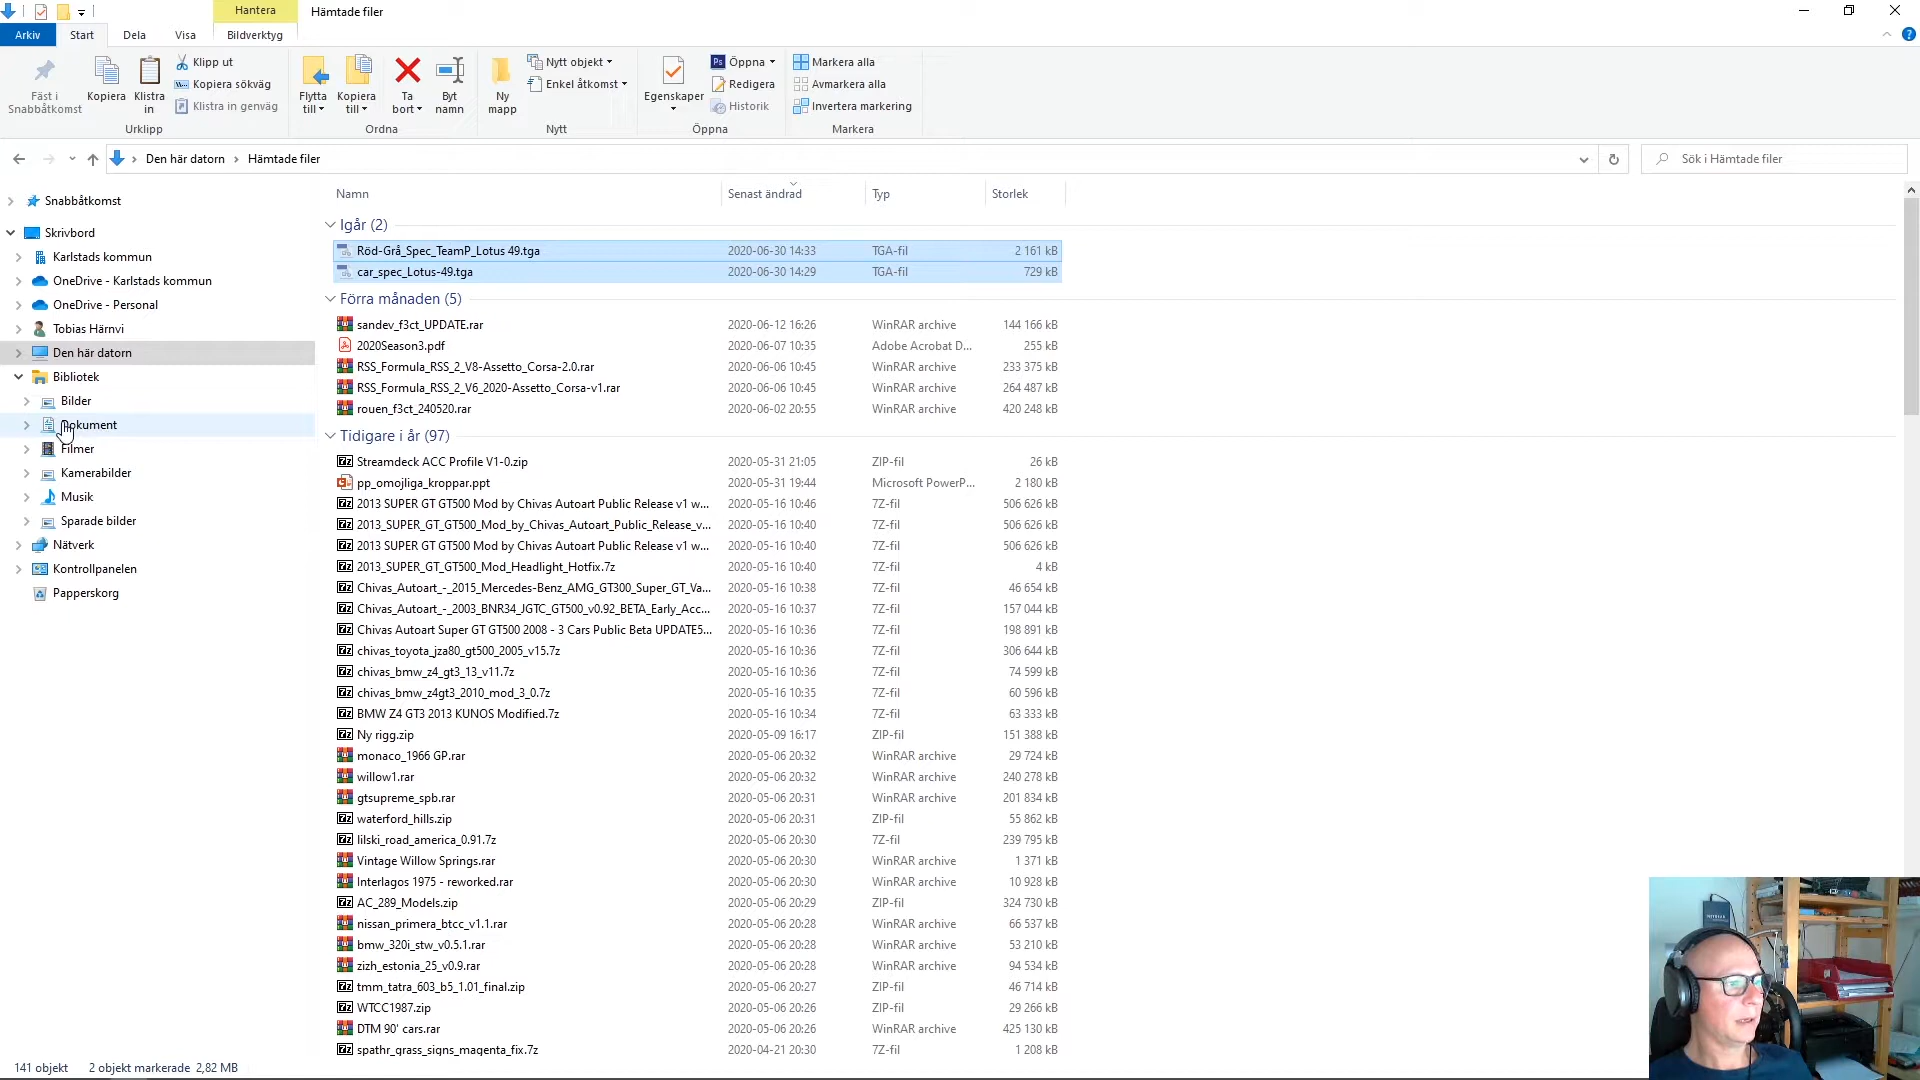 Hantera
Hämtade filer
Arkiv
Start
Dela
Visa
Bildverktyg
Fäst i Snabbåtkomst
Kopiera
Klistra in
Klipp ut
Kopiera sökväg
Klistra in genväg
Urklipp
Flytta till
Kopiera till
Ta bort
Byt namn
Ordna
Ny mapp
Nytt objekt
Enkel åtkomst
Nytt
Egenskaper
Ps Öppna
Redigera
Historik
Öppna
Markera alla
Avmarkera alla
Invertera markering
Markera
Den här datorn > Hämtade filer
Sök i Hämtade filer
Snabbåtkomst
Skrivbord
Karlstads kommun
OneDrive - Karlstads kommun
OneDrive - Personal
Tobias Härnvi
Den här datorn
Bibliotek
Bilder
Dokument
Filmer
Kamerabilder
Musik
Sparade bilder
Nätverk
Kontrollpanelen
Papperskorg
Namn Senast ändrad Typ Storlek
Igår (2)
Röd-Grå_Spec_TeamP_Lotus 49.tga 2020-06-30 14:33 TGA-fil 2 161 kB
car_spec_Lotus-49.tga 2020-06-30 14:29 TGA-fil 729 kB
Förra månaden (5)
sandev_f3ct_UPDATE.rar 2020-06-12 16:26 WinRAR archive 144 166 kB
2020Season3.pdf 2020-06-07 10:35 Adobe Acrobat D... 255 kB
RSS_Formula_RSS_2_V8-Assetto_Corsa-2.0.rar 2020-06-06 10:45 WinRAR archive 233 375 kB
RSS_Formula_RSS_2_V6_2020-Assetto_Corsa-v1.rar 2020-06-06 10:45 WinRAR archive 264 487 kB
rouen_f3ct_240520.rar 2020-06-02 20:55 WinRAR archive 420 248 kB
Tidigare i år (97)
Streamdeck ACC Profile V1-0.zip 2020-05-31 21:05 ZIP-fil 26 kB
pp_omojliga_kroppar.ppt 2020-05-31 19:44 Microsoft PowerP... 2 180 kB
2013 SUPER GT GT500 Mod by Chivas Autoart Public Release v1 w... 2020-05-16 10:46 7Z-fil 506 626 kB
2013_SUPER_GT_GT500_Mod_by_Chivas_Autoart_Public_Release_v... 2020-05-16 10:40 7Z-fil 506 626 kB
2013 SUPER GT GT500 Mod by Chivas Autoart Public Release v1 w... 2020-05-16 10:40 7Z-fil 506 626 kB
2013_SUPER_GT_GT500_Mod_Headlight_Hotfix.7z 2020-05-16 10:40 7Z-fil 4 kB
Chivas_Autoart_-_2015_Mercedes-Benz_AMG_GT300_Super_GT_Va... 2020-05-16 10:38 7Z-fil 46 654 kB
Chivas_Autoart_-_2003_BNR34_JGTC_GT500_v0.92_BETA_Early_Acc... 2020-05-16 10:37 7Z-fil 157 044 kB
Chivas Autoart Super GT GT500 2008 - 3 Cars Public Beta UPDATE5... 2020-05-16 10:36 7Z-fil 198 891 kB
chivas_toyota_jza80_gt500_2005_v15.7z 2020-05-16 10:36 7Z-fil 306 644 kB
chivas_bmw_z4_gt3_13_v11.7z 2020-05-16 10:36 7Z-fil 74 599 kB
chivas_bmw_z4gt3_2010_mod_3_0.7z 2020-05-16 10:35 7Z-fil 60 596 kB
BMW Z4 GT3 2013 KUNOS Modified.7z 2020-05-16 10:34 7Z-fil 63 333 kB
Ny rigg.zip 2020-05-09 16:17 ZIP-fil 151 388 kB
monaco_1966 GP.rar 2020-05-06 20:32 WinRAR archive 29 724 kB
willow1.rar 2020-05-06 20:32 WinRAR archive 240 278 kB
gtsupreme_spb.rar 2020-05-06 20:31 WinRAR archive 201 834 kB
waterford_hills.zip 2020-05-06 20:31 ZIP-fil 55 862 kB
lilski_road_america_0.91.7z 2020-05-06 20:30 7Z-fil 239 795 kB
Vintage Willow Springs.rar 2020-05-06 20:30 WinRAR archive 1 371 kB
Interlagos 1975 - reworked.rar 2020-05-06 20:30 WinRAR archive 10 928 kB
AC_289_Models.zip 2020-05-06 20:29 ZIP-fil 324 730 kB
nissan_primera_btcc_v1.1.rar 2020-05-06 20:28 WinRAR archive 66 537 kB
bmw_320i_stw_v0.5.1.rar 2020-05-06 20:28 WinRAR archive 53 210 kB
zizh_estonia_25_v0.9.rar 2020-05-06 20:28 WinRAR archive 94 534 kB
tmm_tatra_603_b5_1.01_final.zip 2020-05-06 20:27 ZIP-fil 46 714 kB
WTCC1987.zip 2020-05-06 20:26 ZIP-fil 29 266 kB
DTM 90' cars.rar 2020-05-06 20:26 WinRAR archive 425 130 kB
spathr_grass_signs_magenta_fix.7z 2020-04-21 20:30 7Z-fil 1 208 kB
141 objekt 2 objekt markerade 2,82 MB